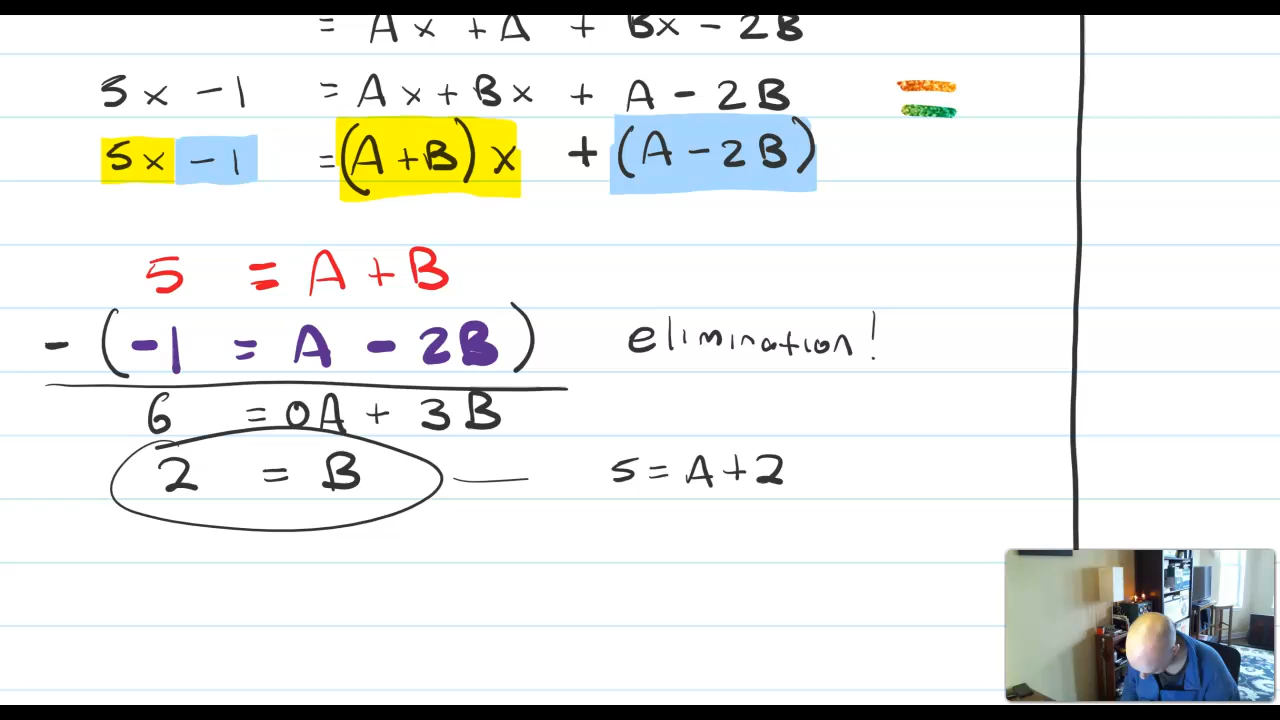 = Ax + A + Bx - 2B
5x - 1 = Ax + Bx + A - 2B
5x - 1 = (A + B) x + (A - 2B)
5 = A + B
- (-1 = A - 2B) elimination!
6 = 0A + 3B
2 = B — 5 = A + 2